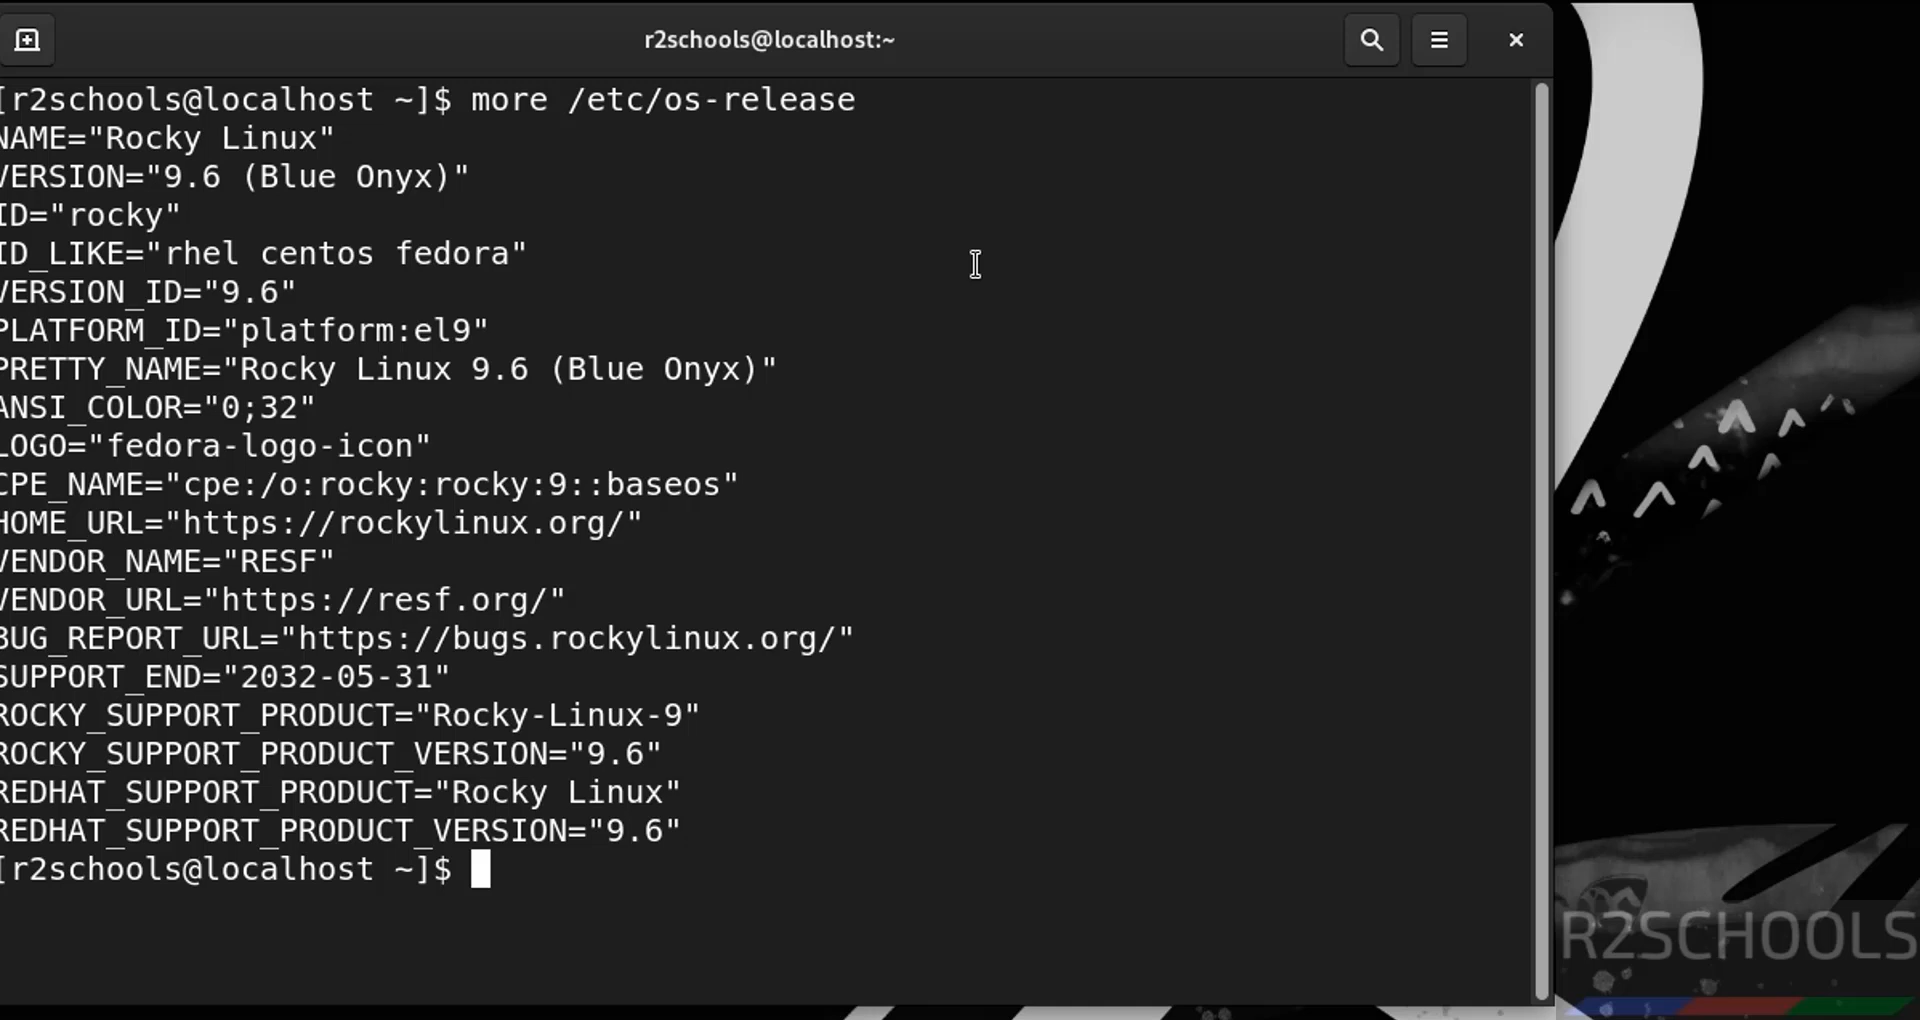 r2schools@localhost:~
[r2schools@localhost ~]$ more /etc/os-release
NAME="Rocky Linux"
VERSION="9.6 (Blue Onyx)"
ID="rocky"
ID_LIKE="rhel centos fedora"
VERSION_ID="9.6"
PLATFORM_ID="platform:el9"
PRETTY_NAME="Rocky Linux 9.6 (Blue Onyx)"
ANSI_COLOR="0;32"
LOGO="fedora-logo-icon"
CPE_NAME="cpe:/o:rocky:rocky:9::baseos"
HOME_URL="https://rockylinux.org/"
VENDOR_NAME="RESF"
VENDOR_URL="https://resf.org/"
BUG_REPORT_URL="https://bugs.rockylinux.org/"
SUPPORT_END="2032-05-31"
ROCKY_SUPPORT_PRODUCT="Rocky-Linux-9"
ROCKY_SUPPORT_PRODUCT_VERSION="9.6"
REDHAT_SUPPORT_PRODUCT="Rocky Linux"
REDHAT_SUPPORT_PRODUCT_VERSION="9.6"
[r2schools@localhost ~]$
R2SCHOOLS